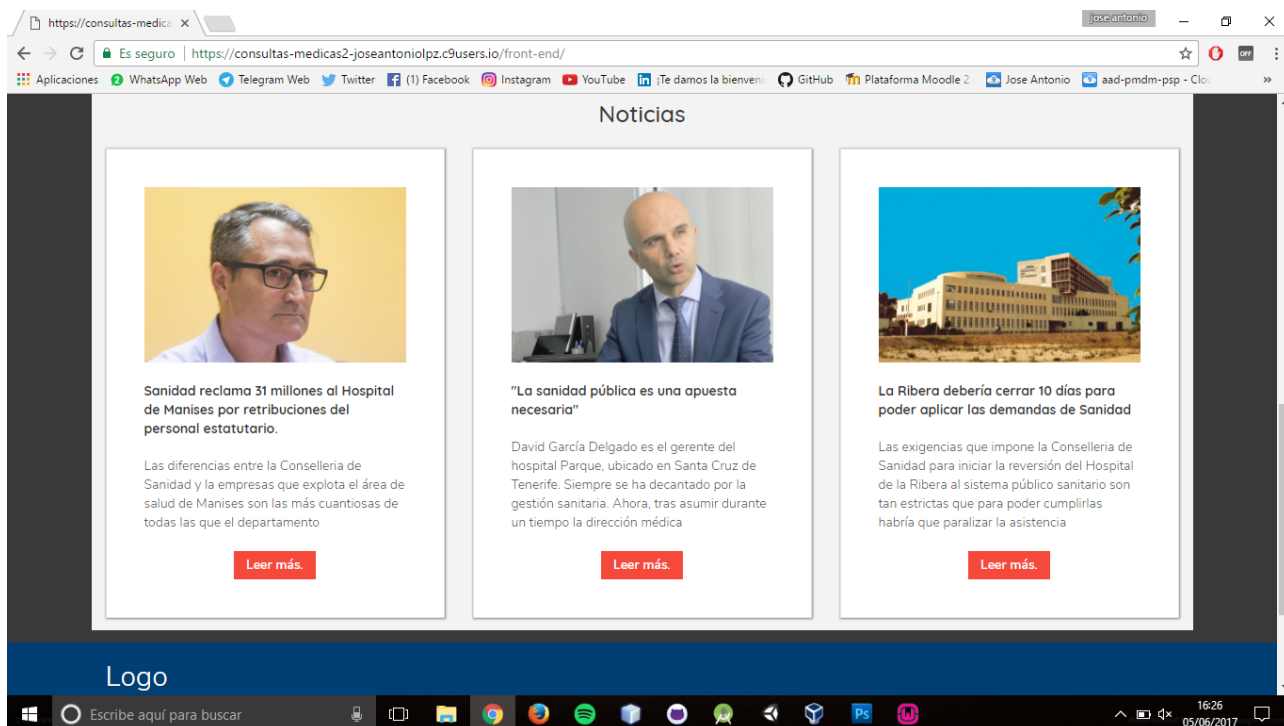 https://consultas-medica
jose antonio
Es seguro | https://consultas-medicas2-joseantoniolpz.c9users.io/front-end/
OFF
Aplicaciones WhatsApp Web Telegram Web Twitter (1) Facebook Instagram YouTube ¡Te damos la bienveni GitHub Plataforma Moodle 2 Jose Antonio aad-pmdm-psp - Clou
Noticias
Sanidad reclama 31 millones al Hospital
de Manises por retribuciones del
personal estatutario.
Las diferencias entre la Conselleria de
Sanidad y la empresas que explota el área de
salud de Manises son las más cuantiosas de
todas las que el departamento
Leer más.
"La sanidad pública es una apuesta
necesaria"
David García Delgado es el gerente del
hospital Parque, ubicado en Santa Cruz de
Tenerife. Siempre se ha decantado por la
gestión sanitaria. Ahora, tras asumir durante
un tiempo la dirección médica
Leer más.
La Ribera debería cerrar 10 días para
poder aplicar las demandas de Sanidad
Las exigencias que impone la Conselleria de
Sanidad para iniciar la reversión del Hospital
de la Ribera al sistema público sanitario son
tan estrictas que para poder cumplirlas
habría que paralizar la asistencia
Leer más.
Logo
Escribe aquí para buscar
Ps
16:26
05/06/2017